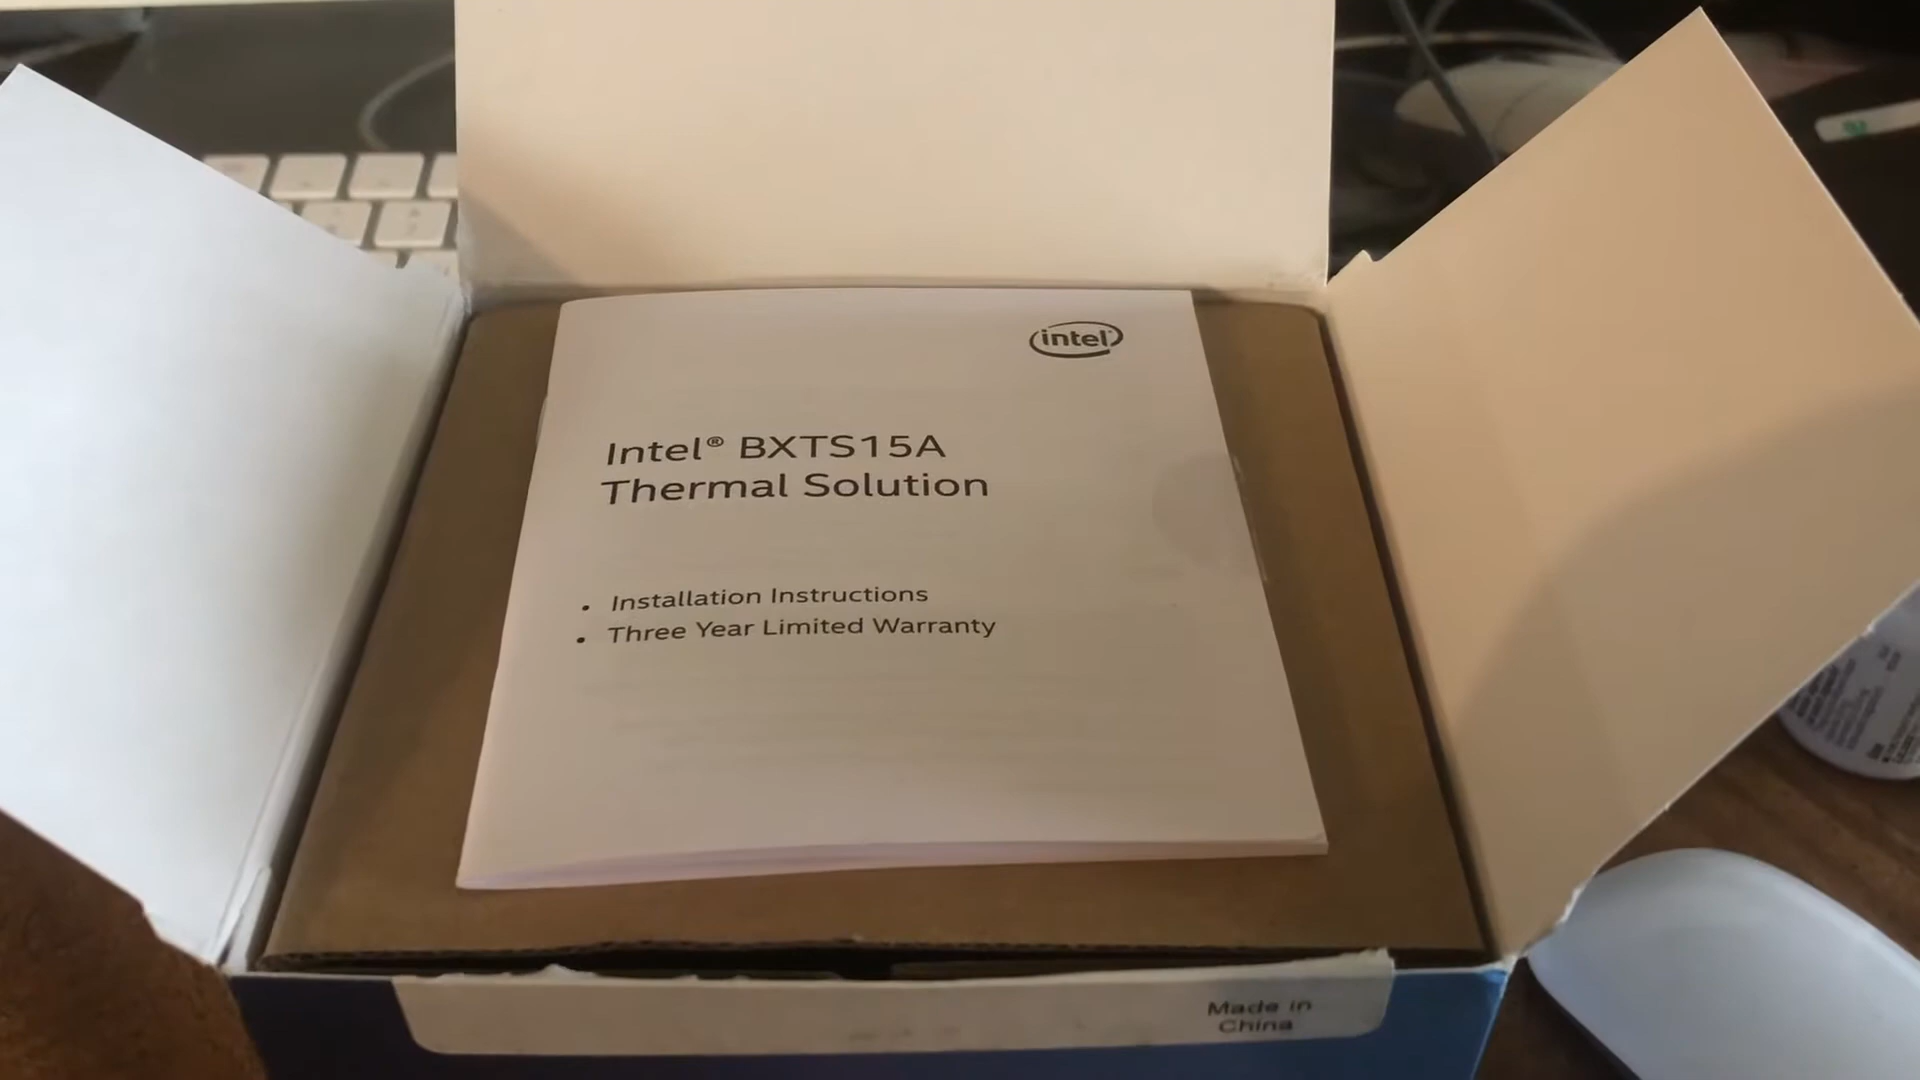 intel
Intel® BXTS15A
Thermal Solution
• Installation Instructions
• Three Year Limited Warranty
Made in
China